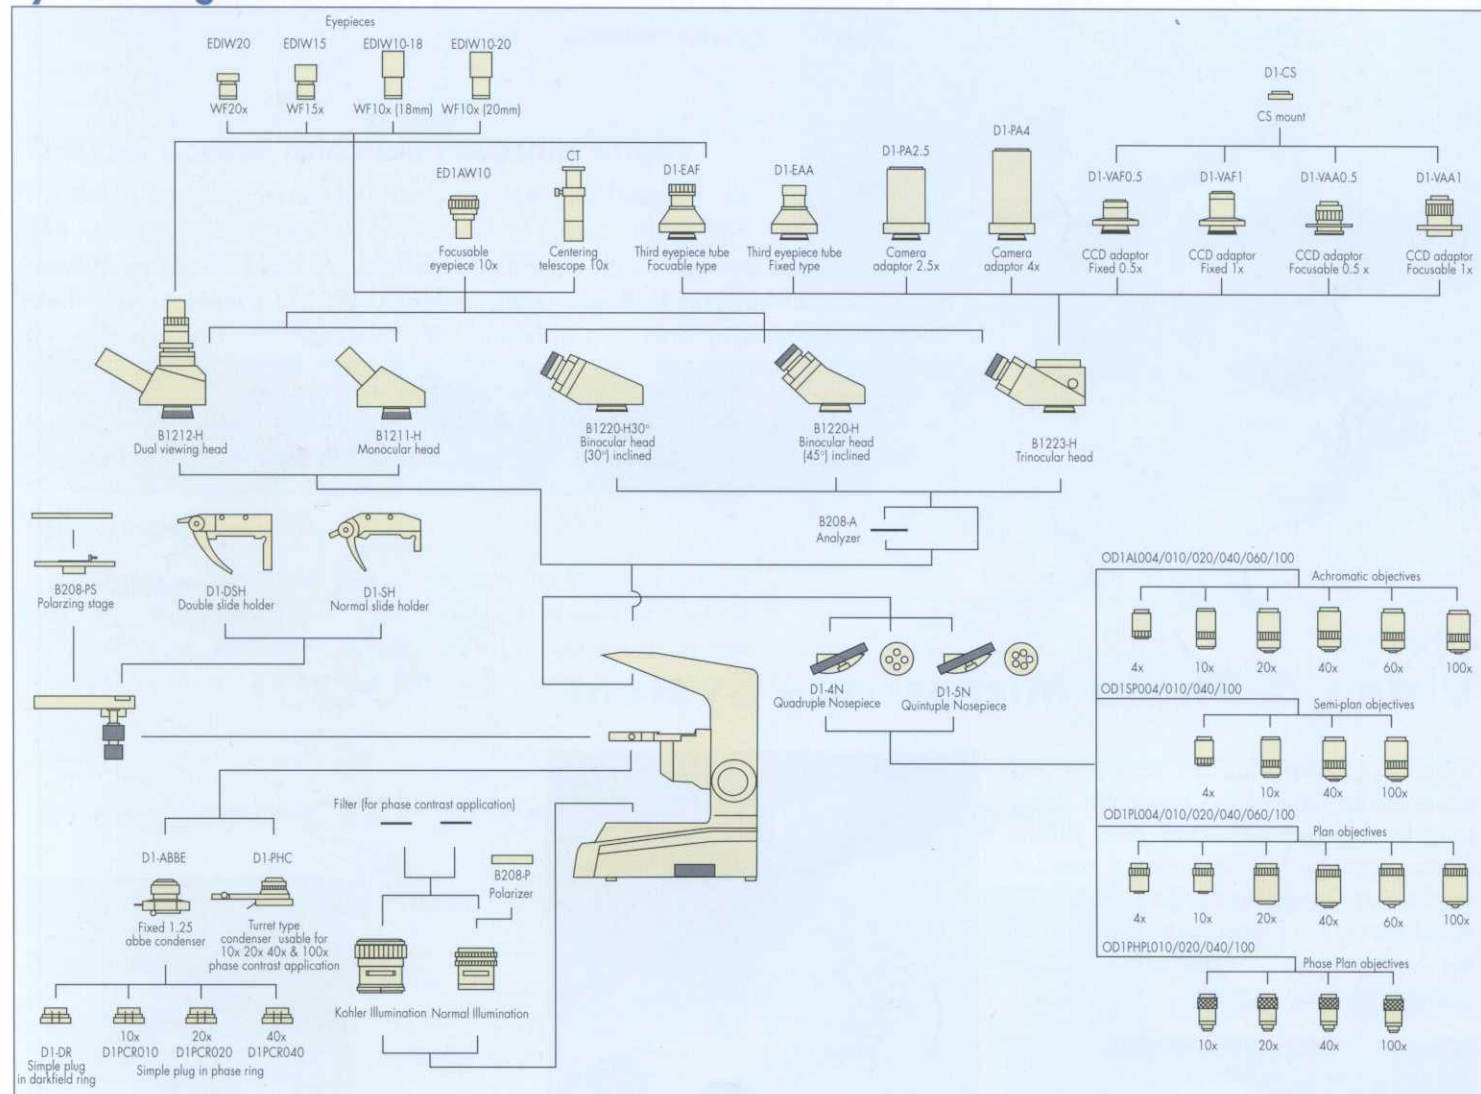 Eyepieces
EDIW20
EDIW15
EDIW10-18
EDIW10-20
WF20x
WF15x
WF10x (18mm)
WF10x (20mm)
D1-CS
CS mount
ED1AW10
Focusable
eyepiece 10x
CT
Centering
telescope 10x
D1-EAF
Third eyepiece tube
Focuable type
D1-EAA
Third eyepiece tube
Fixed type
D1-PA2.5
Camera
adaptor 2.5x
D1-PA4
Camera
adaptor 4x
D1-VAF0.5
CCD adaptor
Fixed 0.5x
D1-VAF1
CCD adaptor
Fixed 1x
D1-VAA0.5
CCD adaptor
Focusable 0.5 x
D1-VAA1
CCD adaptor
Focusable 1x
B1212-H
Dual viewing head
B1211-H
Monocular head
B1220-H30°
Binocular head
(30°) inclined
B1220-H
Binocular head
(45°) inclined
B1223-H
Trinocular head
B208-A
Analyzer
B208-PS
Polarzing stage
D1-DSH
Double slide holder
D1-SH
Normal slide holder
D1-4N
Quadruple Nosepiece
D1-5N
Quintuple Nosepiece
OD1AL004/010/020/040/060/100
Achromatic objectives
4x
10x
20x
40x
60x
100x
OD1SP004/010/040/100
Semi-plan objectives
4x
10x
40x
100x
OD1PL004/010/020/040/060/100
Plan objectives
4x
10x
20x
40x
60x
100x
OD1PHPL010/020/040/100
Phase Plan objectives
10x
20x
40x
100x
Filter (for phase contrast application)
B208-P
Polarizer
Kohler Illumination
Normal Illumination
D1-ABBE
Fixed 1.25
abbe condenser
D1-PHC
Turret type
condenser usable for
10x 20x 40x & 100x
phase contrast application
D1-DR
Simple plug
in darkfield ring
10x
D1PCR010
20x
D1PCR020
40x
D1PCR040
Simple plug in phase ring